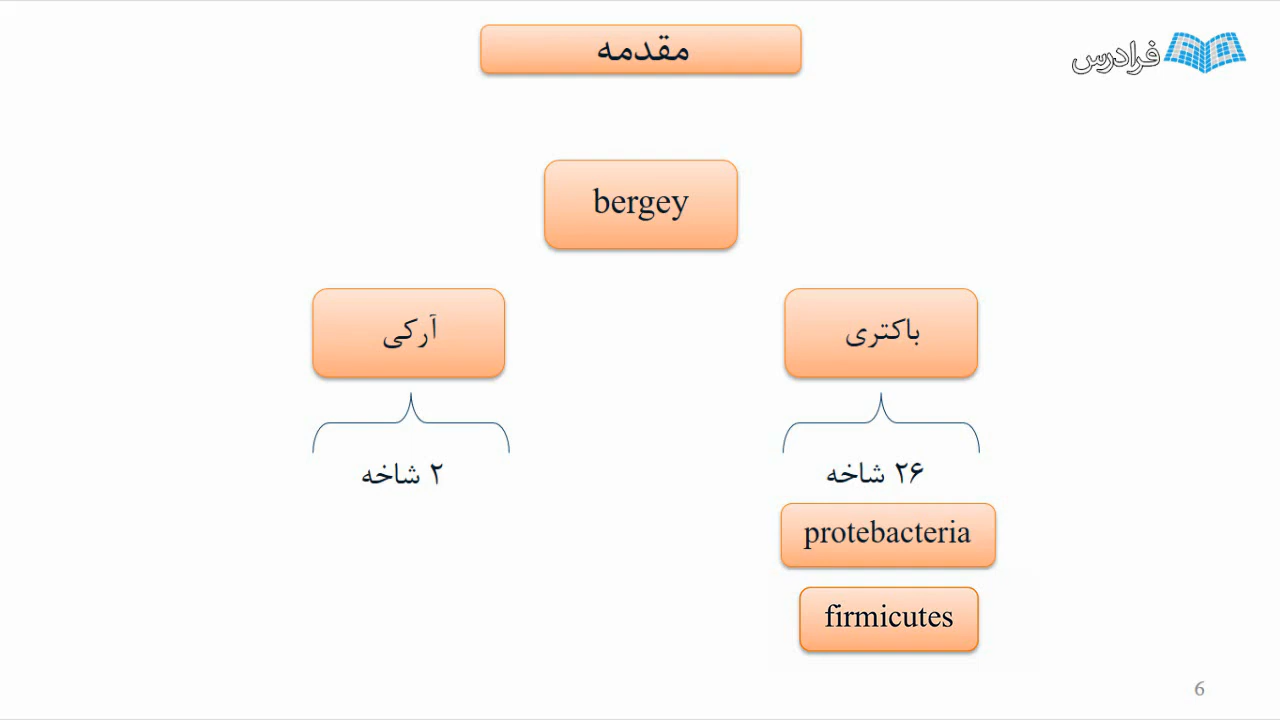 مقدمه
فرادرس
bergey
باکتری
آرکی
۲۶ شاخه
۲ شاخه
protebacteria
firmicutes
6